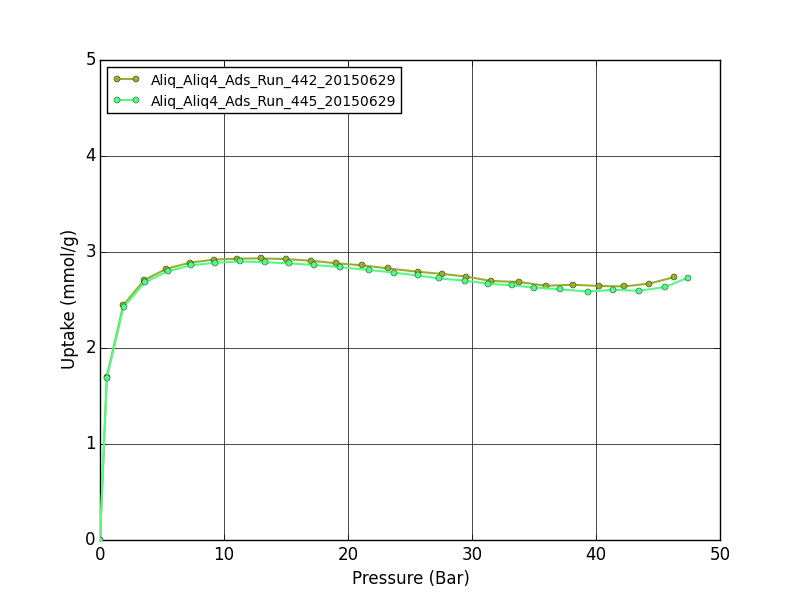 Aliq_Aliq4_Ads_Run_442_20150629
Aliq_Aliq4_Ads_Run_445_20150629
5
4
3
2
1
0
Uptake (mmol/g)
0 10 20 30 40 50
Pressure (Bar)